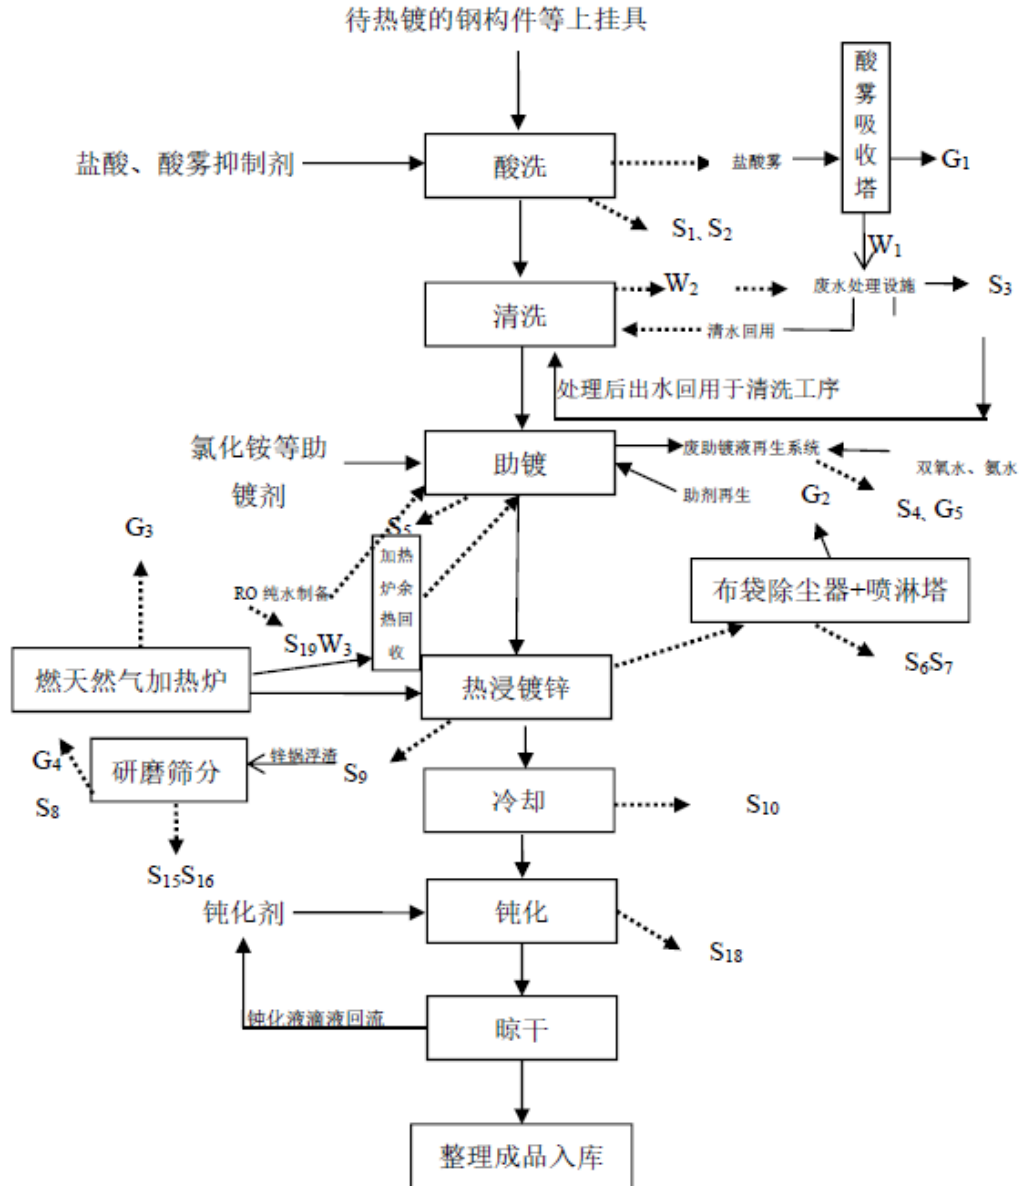 待热镀的钢构件等上挂具
酸雾吸收塔
盐酸、酸雾抑制剂
酸洗
盐酸雾
G₁
S₁、S₂
W₁
清洗
W₂
废水处理设施
S₃
清水回用
处理后出水回用于清洗工序
氯化铵等助
镀剂
助镀
废助镀液再生系统
双氧水、氨水
助剂再生
G₂
S₄、G₅
G₃
S₅
加热
炉余
热回
收
RO 纯水制备
S₁₉W₃
布袋除尘器+喷淋塔
S₆S₇
燃天然气加热炉
热浸镀锌
G₄
研磨筛分
锌锅浮渣
S₉
S₈
冷却
S₁₀
S₁₅S₁₆
钝化剂
钝化
S₁₈
钝化液滴液回流
晾干
整理成品入库